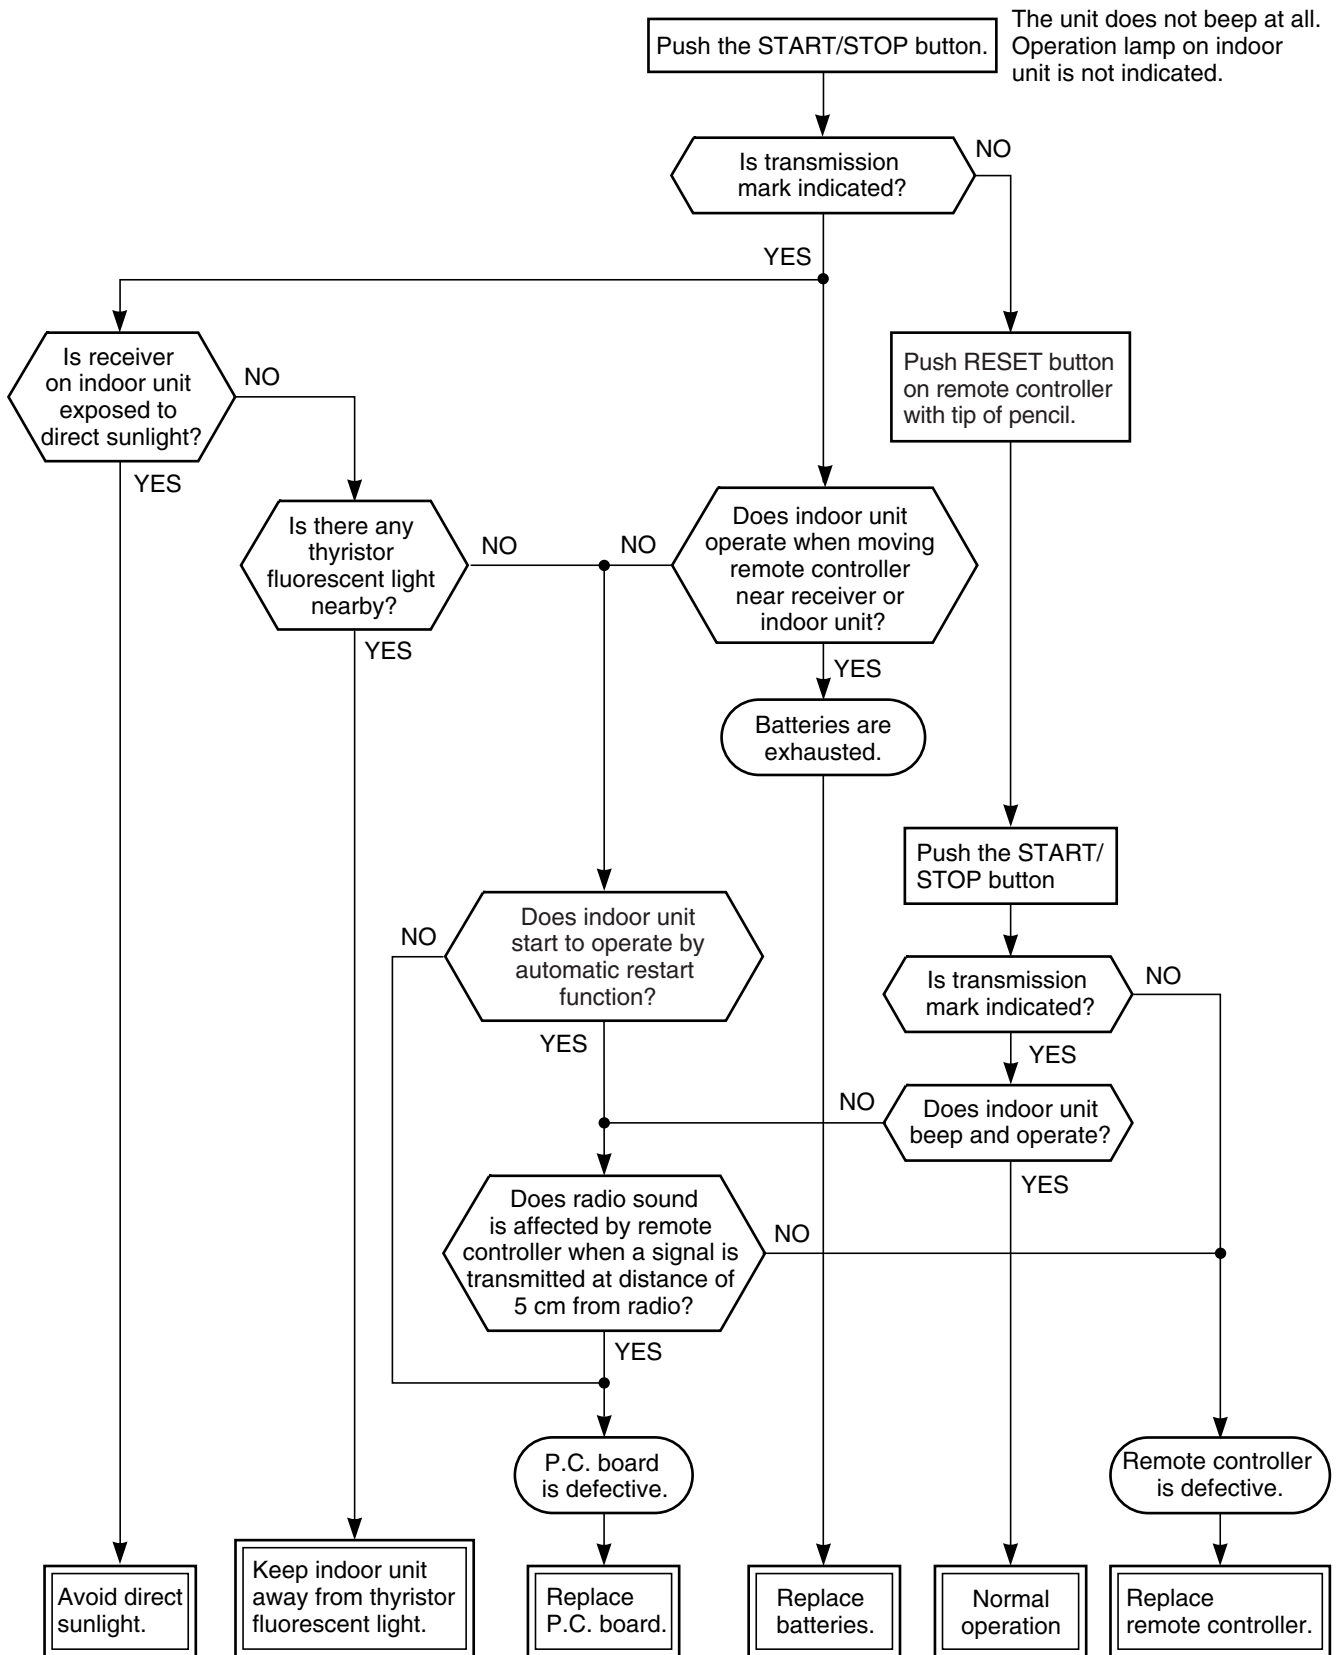 Push the START/STOP button.
The unit does not beep at all.
Operation lamp on indoor
unit is not indicated.
Is transmission
mark indicated?
NO
YES
Is receiver
on indoor unit
exposed to
direct sunlight?
NO
YES
Push RESET button
on remote controller
with tip of pencil.
Is there any
thyristor
fluorescent light
nearby?
NO
YES
NO
Does indoor unit
operate when moving
remote controller
near receiver or
indoor unit?
YES
Batteries are
exhausted.
Push the START/
STOP button
NO
Does indoor unit
start to operate by
automatic restart
function?
YES
Is transmission
mark indicated?
NO
YES
NO
Does indoor unit
beep and operate?
YES
Does radio sound
is affected by remote
controller when a signal is
transmitted at distance of
5 cm from radio?
NO
YES
P.C. board
is defective.
Remote controller
is defective.
Avoid direct
sunlight.
Keep indoor unit
away from thyristor
fluorescent light.
Replace
P.C. board.
Replace
batteries.
Normal
operation
Replace
remote controller.